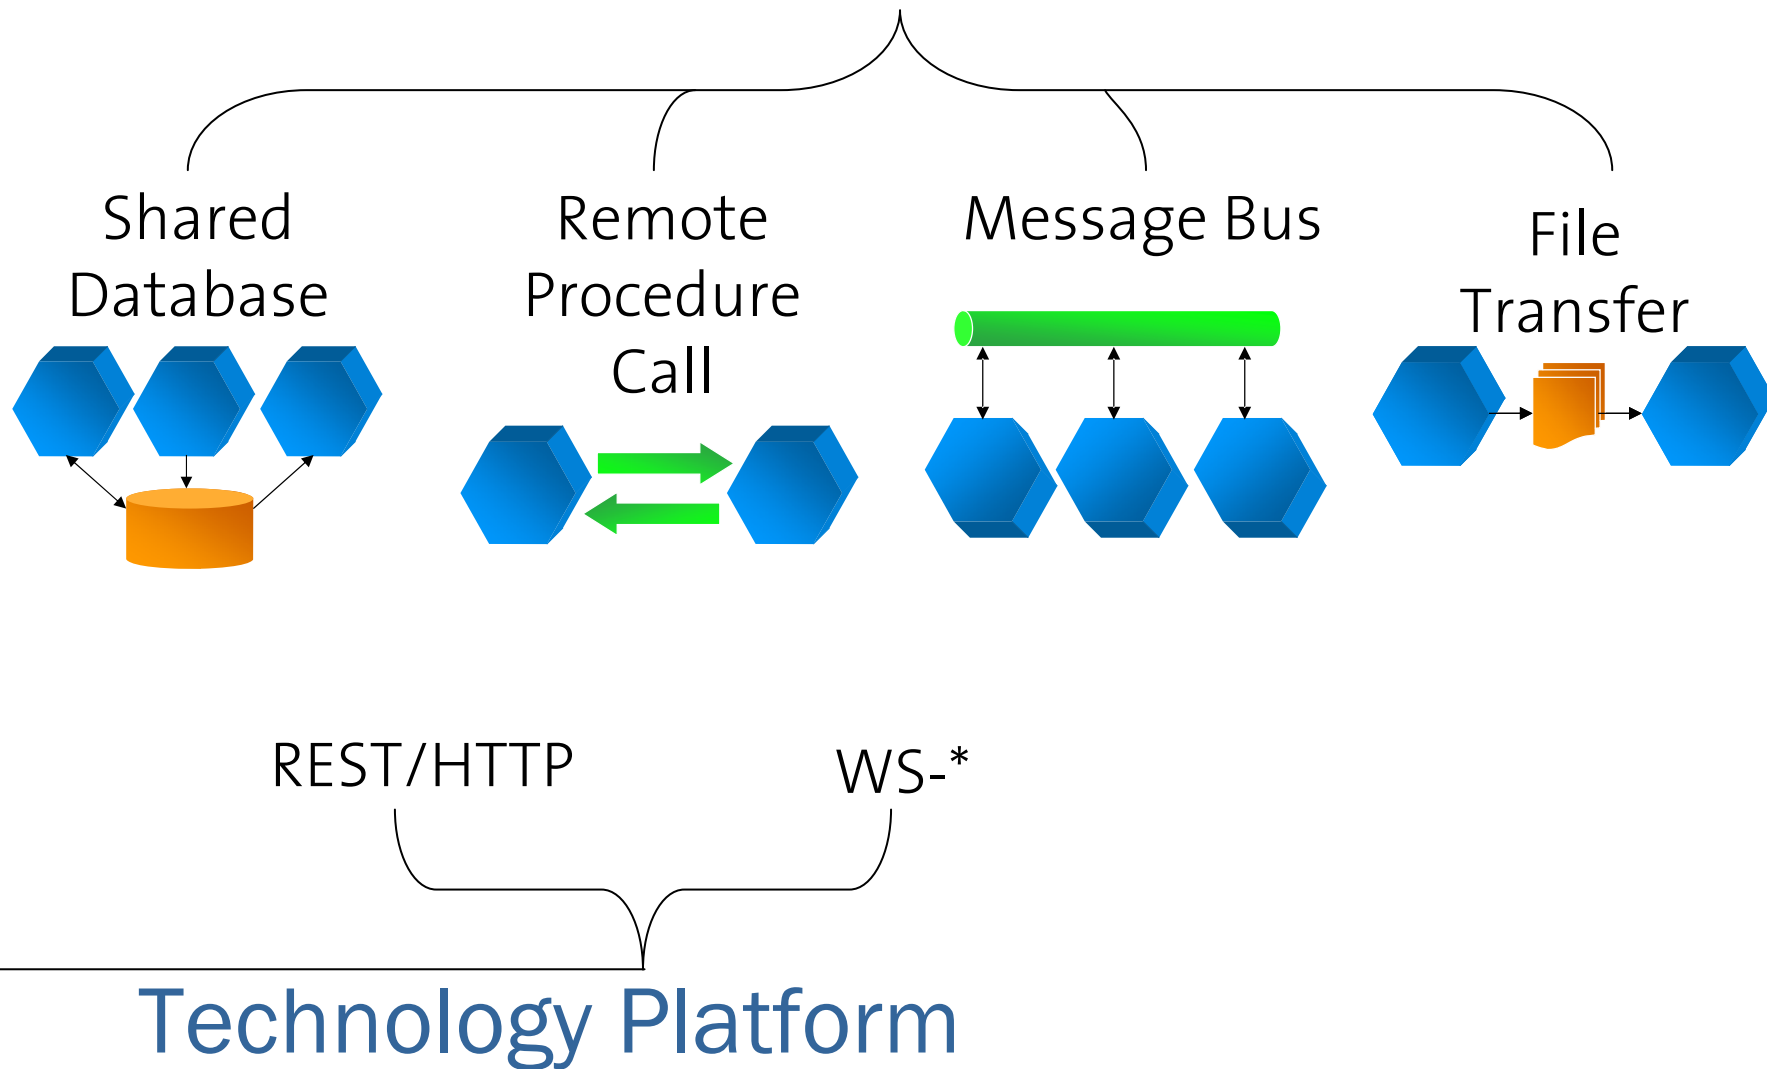 Shared
Database
Remote
Procedure
Call
Message Bus
File
Transfer
REST/HTTP
WS-*
Technology Platform